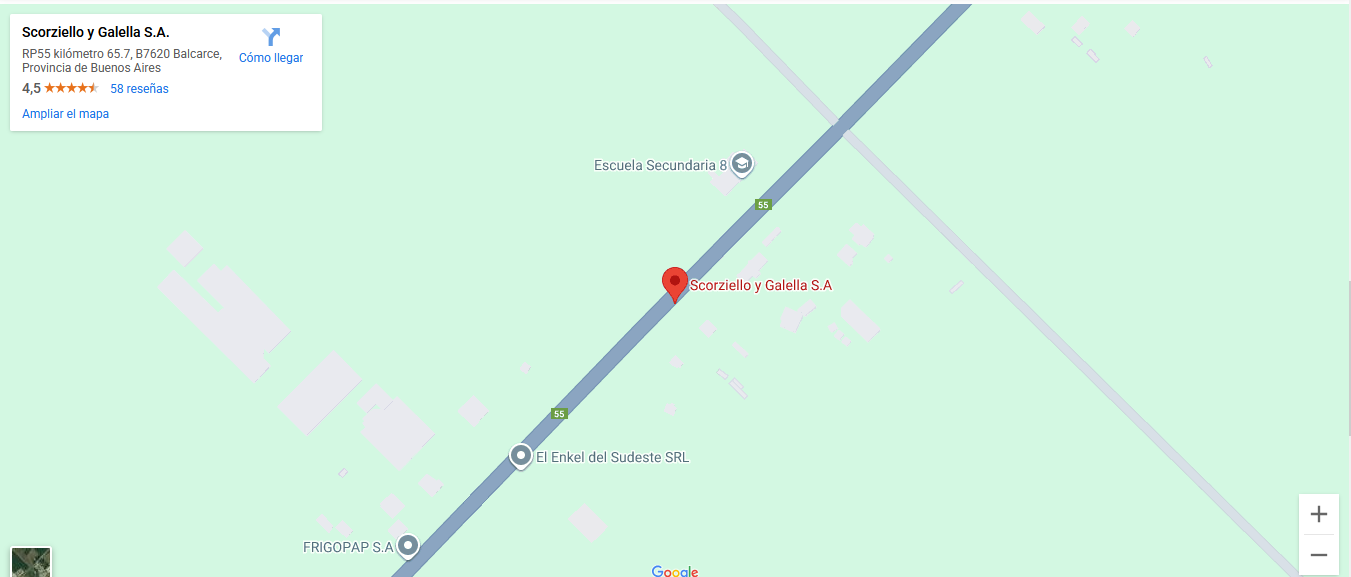 Scorziello y Galella S.A.
RP55 kilómetro 65.7, B7620 Balcarce,
Provincia de Buenos Aires
Cómo llegar
4,5
58 reseñas
Ampliar el mapa
Escuela Secundaria 8
55
Scorziello y Galella S.A
55
El Enkel del Sudeste SRL
FRIGOPAP S.A
Google